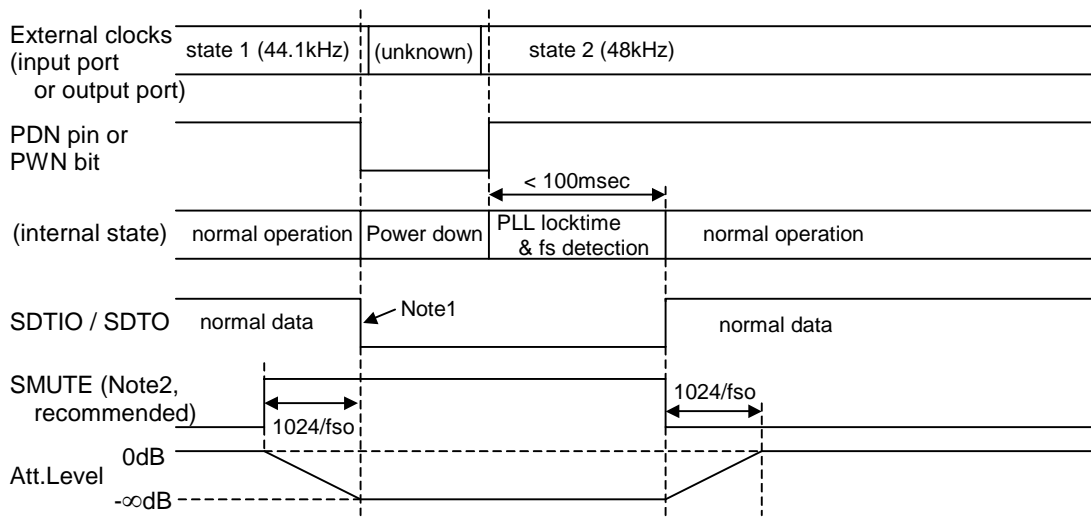 External clocks
(input port
or output port)
state 1 (44.1kHz)
(unknown)
state 2 (48kHz)
PDN pin or
PWN bit
< 100msec
(internal state)
normal operation
Power down
PLL locktime
& fs detection
normal operation
SDTIO / SDTO
normal data
Note1
normal data
SMUTE (Note2,
recommended)
1024/fso
1024/fso
Att.Level
0dB
-∞dB